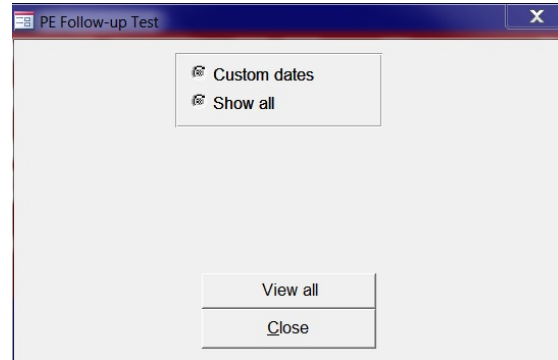 PE Follow-up Test
Custom dates
Show all
View all
Close